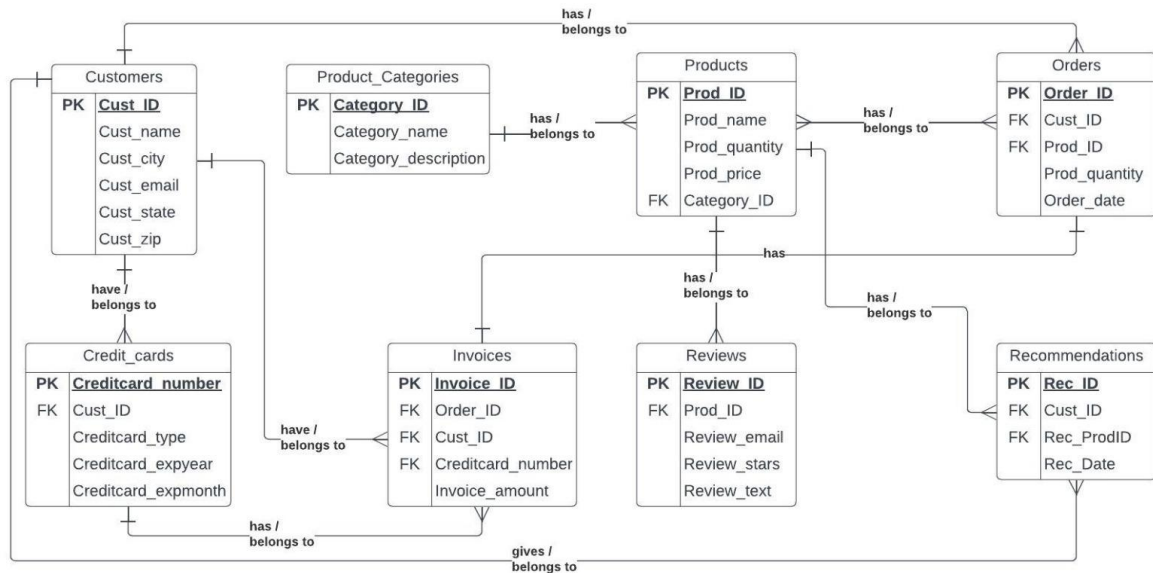 has /
belongs to
Customers
PK Cust_ID
Cust_name
Cust_city
Cust_email
Cust_state
Cust_zip
Product_Categories
PK Category_ID
Category_name
Category_description
has /
belongs to
Products
PK Prod_ID
Prod_name
Prod_quantity
Prod_price
FK Category_ID
has /
belongs to
Orders
PK Order_ID
FK Cust_ID
FK Prod_ID
Prod_quantity
Order_date
have /
belongs to
has
has /
belongs to
has /
belongs to
Credit_cards
PK Creditcard_number
FK Cust_ID
Creditcard_type
Creditcard_expyear
Creditcard_expmonth
have /
belongs to
Invoices
PK Invoice_ID
FK Order_ID
FK Cust_ID
FK Creditcard_number
Invoice_amount
Reviews
PK Review_ID
FK Prod_ID
Review_email
Review_stars
Review_text
Recommendations
PK Rec_ID
FK Cust_ID
FK Rec_ProdID
Rec_Date
has /
belongs to
gives /
belongs to